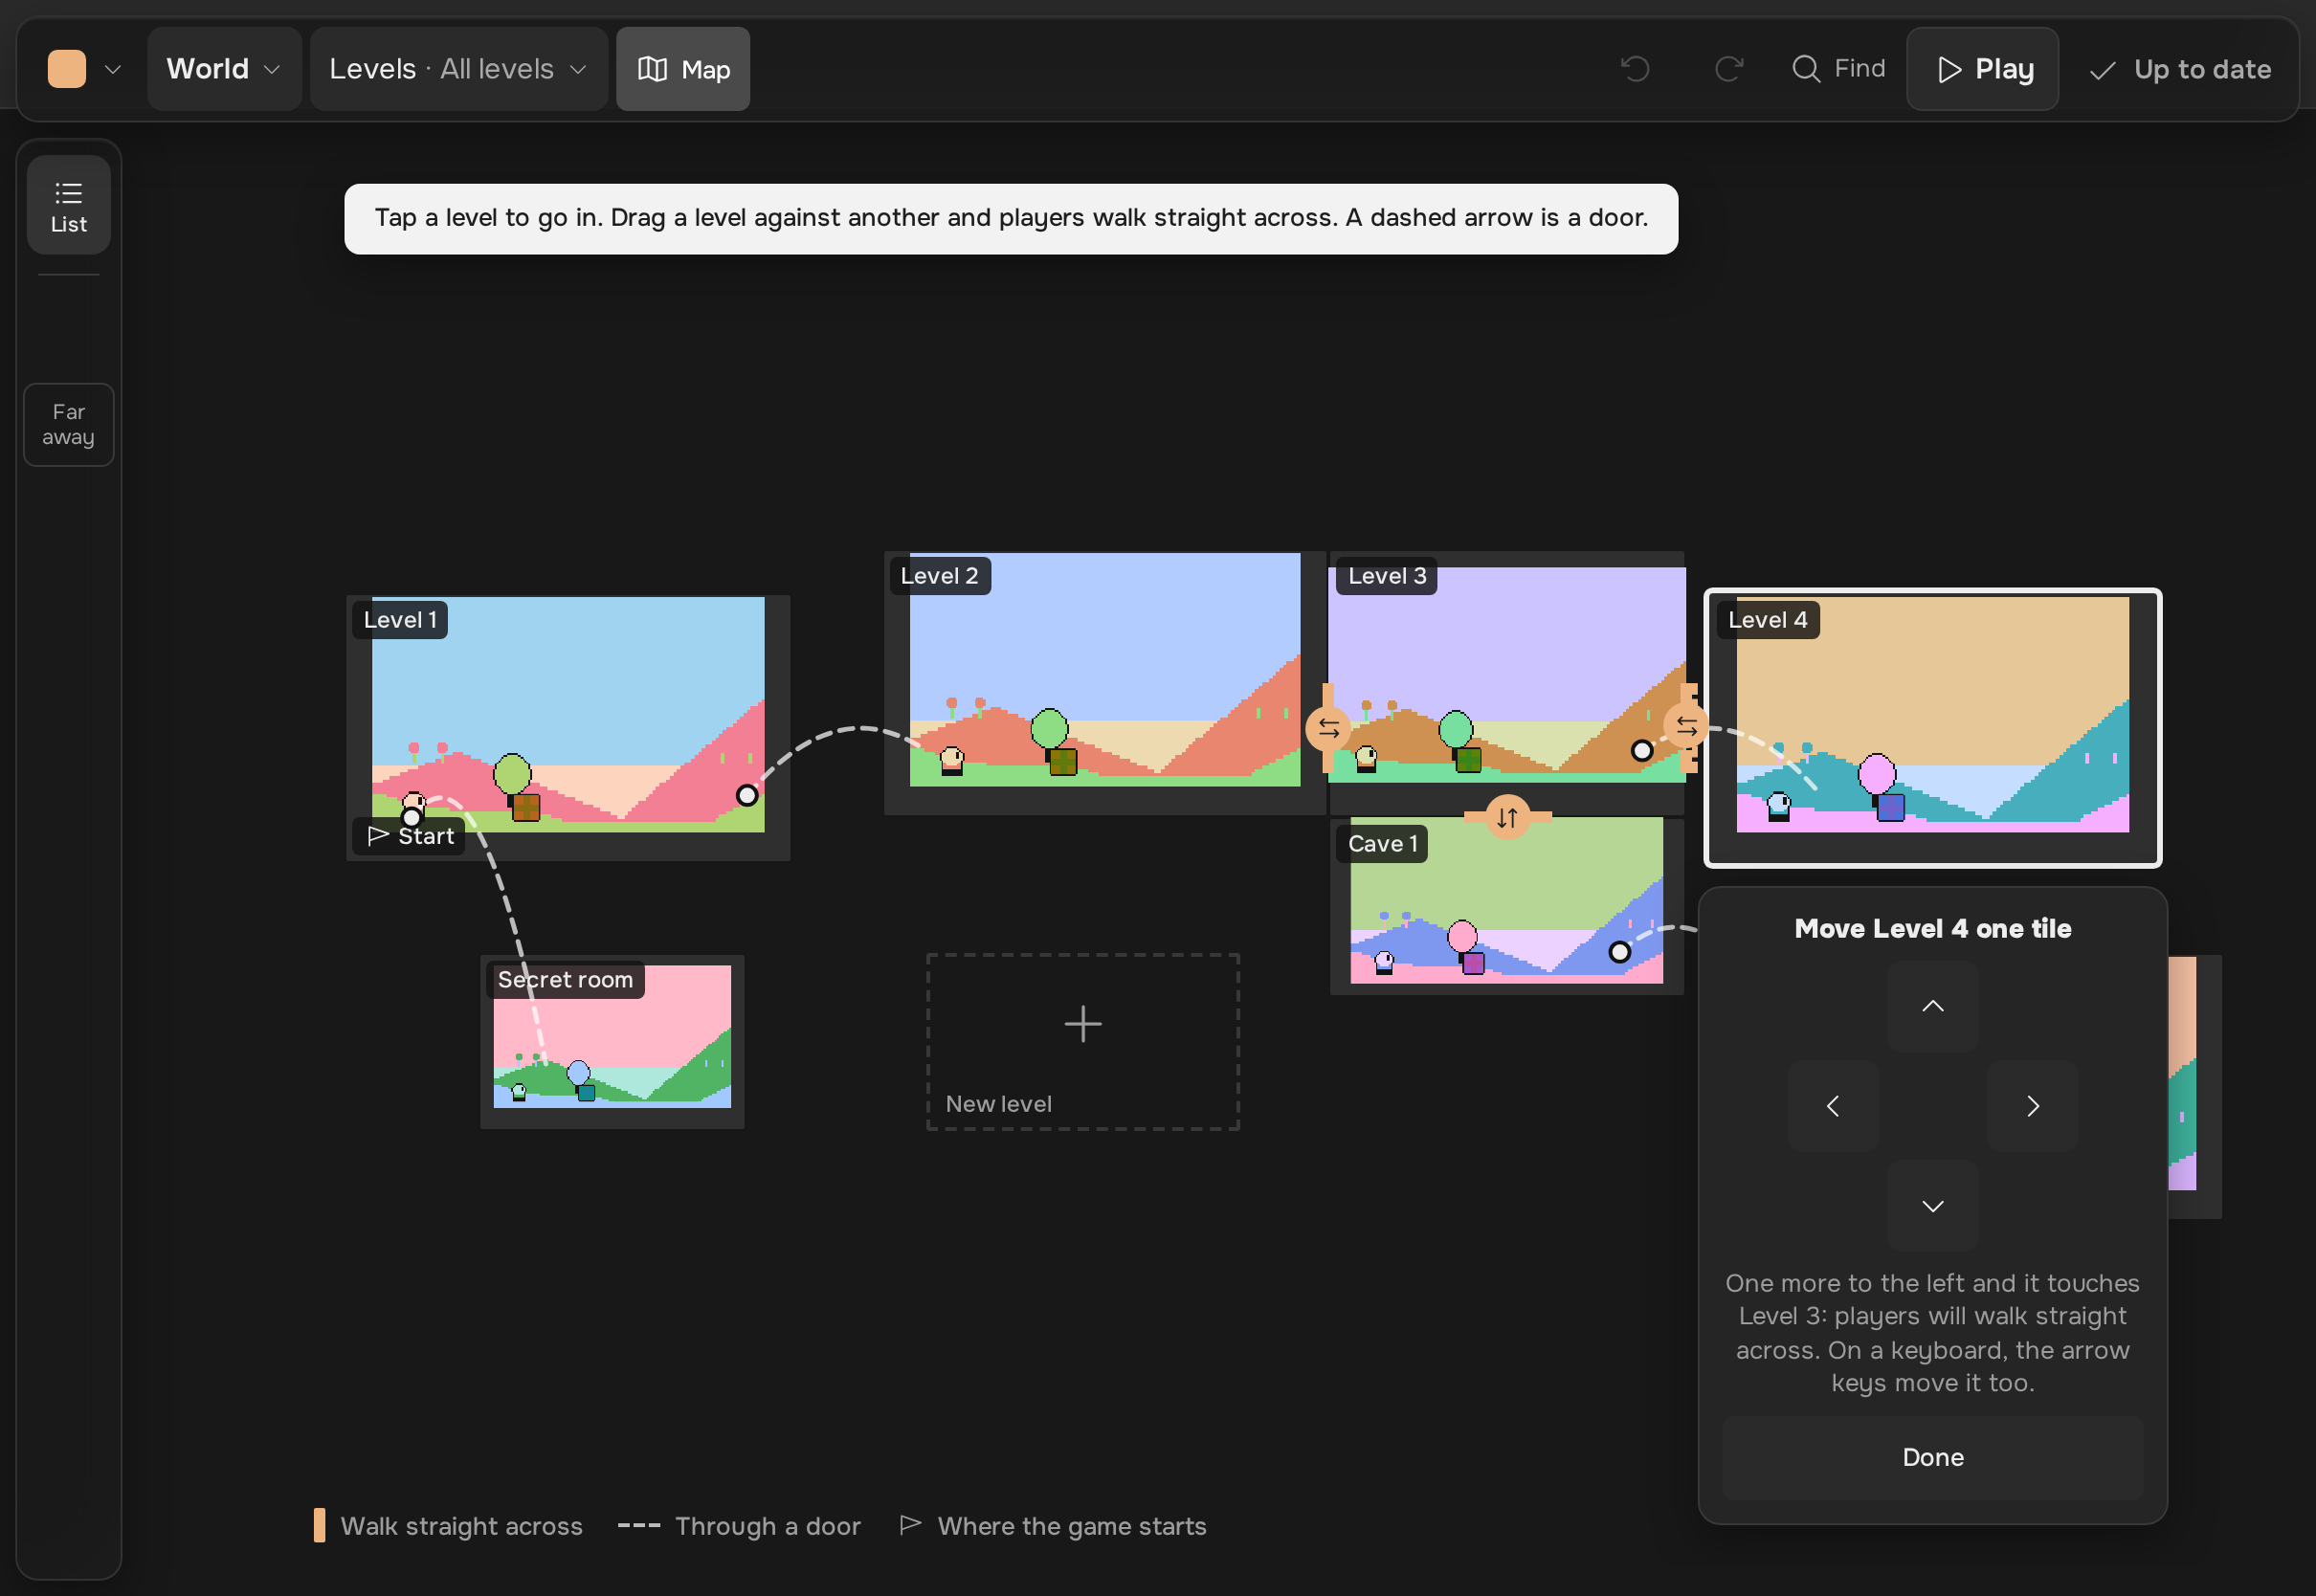 World
Levels · All levels
Map
Find
Play
Up to date
List
Far
away
Tap a level to go in. Drag a level against another and players walk straight across. A dashed arrow is a door.
Level 1
Start
Level 2
Level 3
Level 4
Cave 1
Secret room
New level
Move Level 4 one tile
One more to the left and it touches
Level 3: players will walk straight
across. On a keyboard, the arrow
keys move it too.
Done
Walk straight across
Through a door
Where the game starts